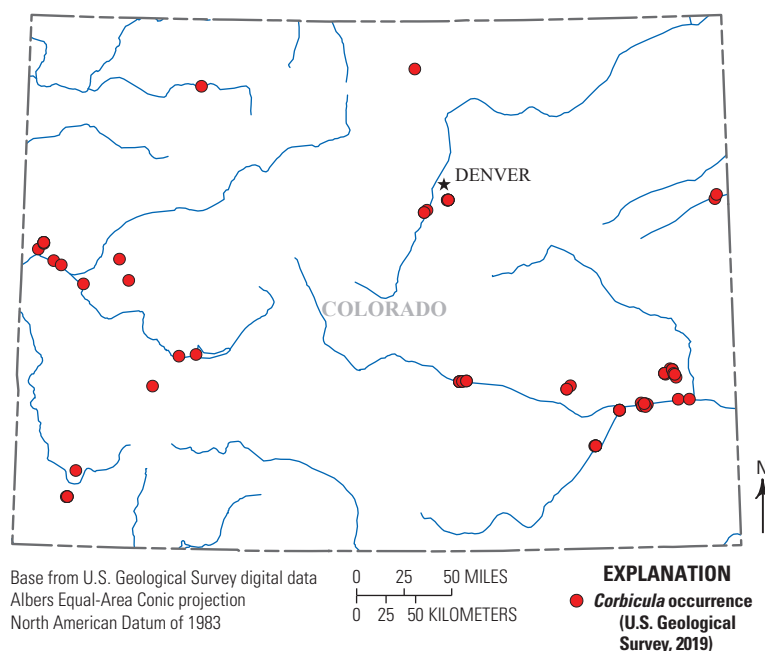 DENVER
COLORADO
N
Base from U.S. Geological Survey digital data
Albers Equal-Area Conic projection
North American Datum of 1983
0 25 50 MILES
0 25 50 KILOMETERS
EXPLANATION
Corbicula occurrence
(U.S. Geological
Survey, 2019)